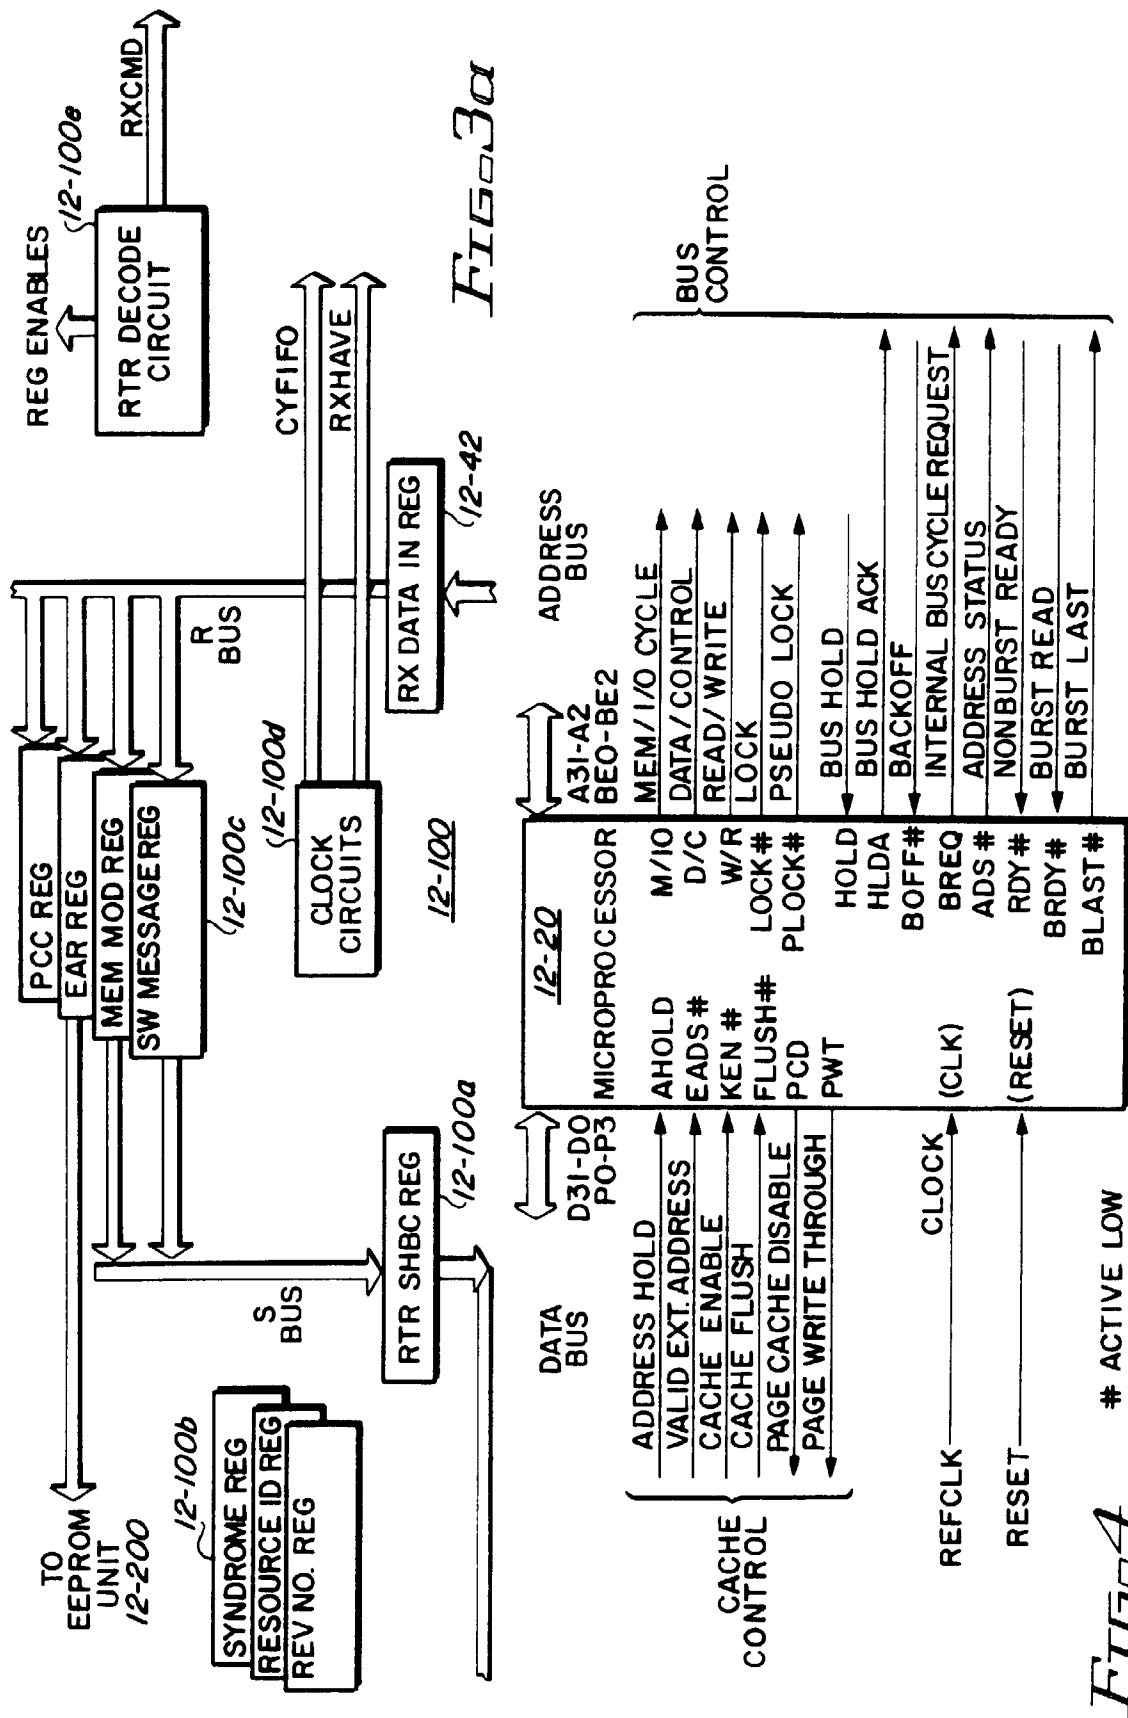 TO
EEPROM
UNIT
12-200
PCC REG
EAR REG
MEM MOD REG
SW MESSAGE REG
12-100c
R
BUS
REG ENABLES
12-100e
RTR DECODE
CIRCUIT
RXCMD
SYNDROME REG
RESOURCE ID REG
REV NO. REG
12-100b
S
BUS
12-100d
CLOCK
CIRCUITS
CYFIFO
RXHAVE
RTR SHBC REG
12-100a
12-100
RX DATA IN REG
12-42
FIG. 3a
DATA
BUS
D31-D0
P0-P3
12-20
MICROPROCESSOR
A31-A2
BE0-BE2
ADDRESS
BUS
CACHE
CONTROL
ADDRESS HOLD
VALID EXT. ADDRESS
CACHE ENABLE
CACHE FLUSH
PAGE CACHE DISABLE
PAGE WRITE THROUGH
AHOLD
EADS#
KEN#
FLUSH#
PCD
PWT
M/IO
D/C
W/R
LOCK#
PLOCK#
HOLD
HLDA
BOFF#
BREQ
ADS#
RDY#
BRDY#
BLAST#
MEM/I/O CYCLE
DATA/CONTROL
READ/WRITE
LOCK
PSEUDO LOCK
BUS HOLD
BUS HOLD ACK
BACKOFF
INTERNAL BUS CYCLE REQUEST
ADDRESS STATUS
NONBURST READY
BURST READ
BURST LAST
BUS
CONTROL
REFCLK
CLOCK
(CLK)
RESET
(RESET)
# ACTIVE LOW
FIG. 4